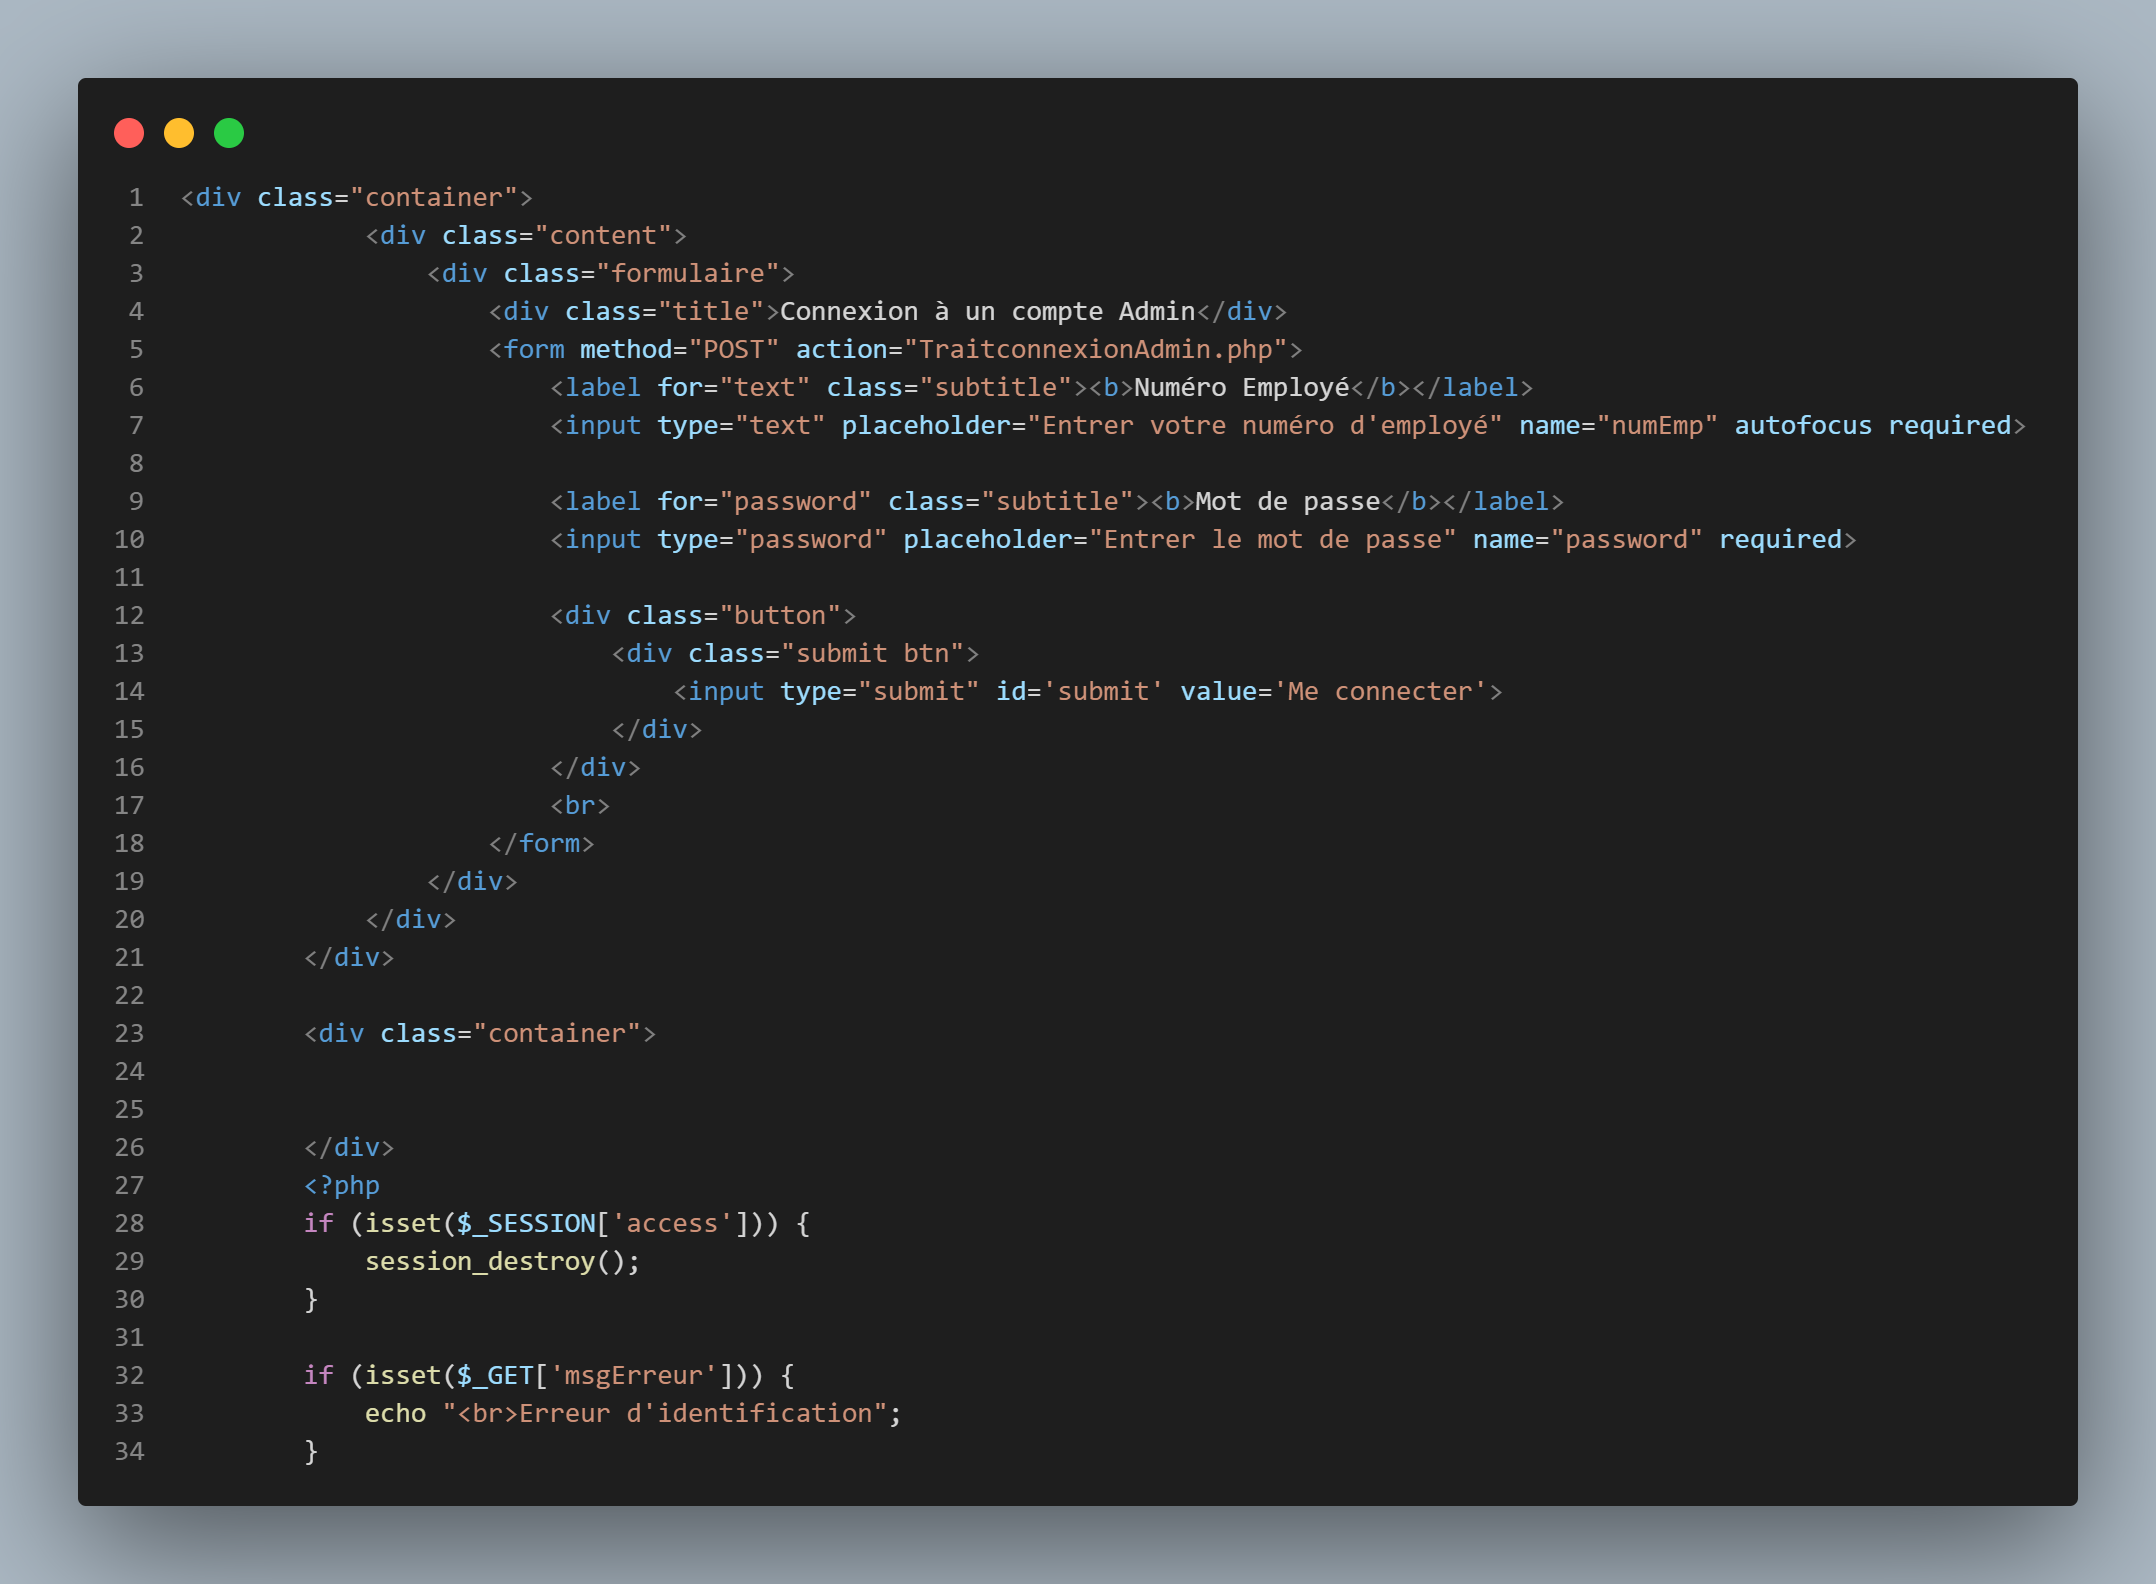 1 <div class="container">
2 <div class="content">
3 <div class="formulaire">
4 <div class="title">Connexion à un compte Admin</div>
5 <form method="POST" action="TraitconnexionAdmin.php">
6 <label for="text" class="subtitle"><b>Numéro Employé</b></label>
7 <input type="text" placeholder="Entrer votre numéro d'employé" name="numEmp" autofocus required>
8
9 <label for="password" class="subtitle"><b>Mot de passe</b></label>
10 <input type="password" placeholder="Entrer le mot de passe" name="password" required>
11
12 <div class="button">
13 <div class="submit btn">
14 <input type="submit" id='submit' value='Me connecter'>
15 </div>
16 </div>
17 <br>
18 </form>
19 </div>
20 </div>
21 </div>
22
23 <div class="container">
24
25
26 </div>
27 <?php
28 if (isset($_SESSION['access'])) {
29 session_destroy();
30 }
31
32 if (isset($_GET['msgErreur'])) {
33 echo "<br>Erreur d'identification";
34 }